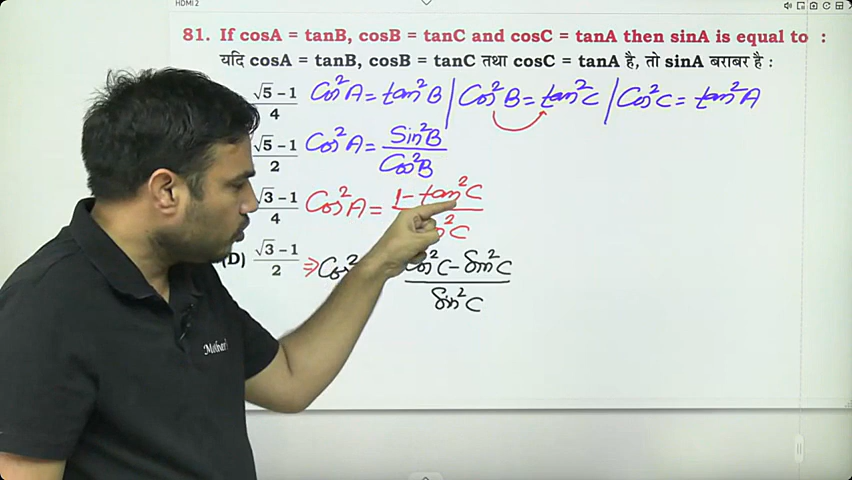 HDMI 2
81. If cosA = tanB, cosB = tanC and cosC = tanA then sinA is equal to :
यदि cosA = tanB, cosB = tanC तथा cosC = tanA है, तो sinA बराबर है :
√5 - 1 / 4
Cos²A = tan²B | Cos²B = tan²C | Cos²C = tan²A
√5 - 1 / 2
Cos²A = Sin²B / Cos²B
√3 - 1 / 4
Cos²A = 1 - tan²C / 2C
(D) √3 - 1 / 2
⇒ Cos² Cos²C - Sin²C / Sin²C